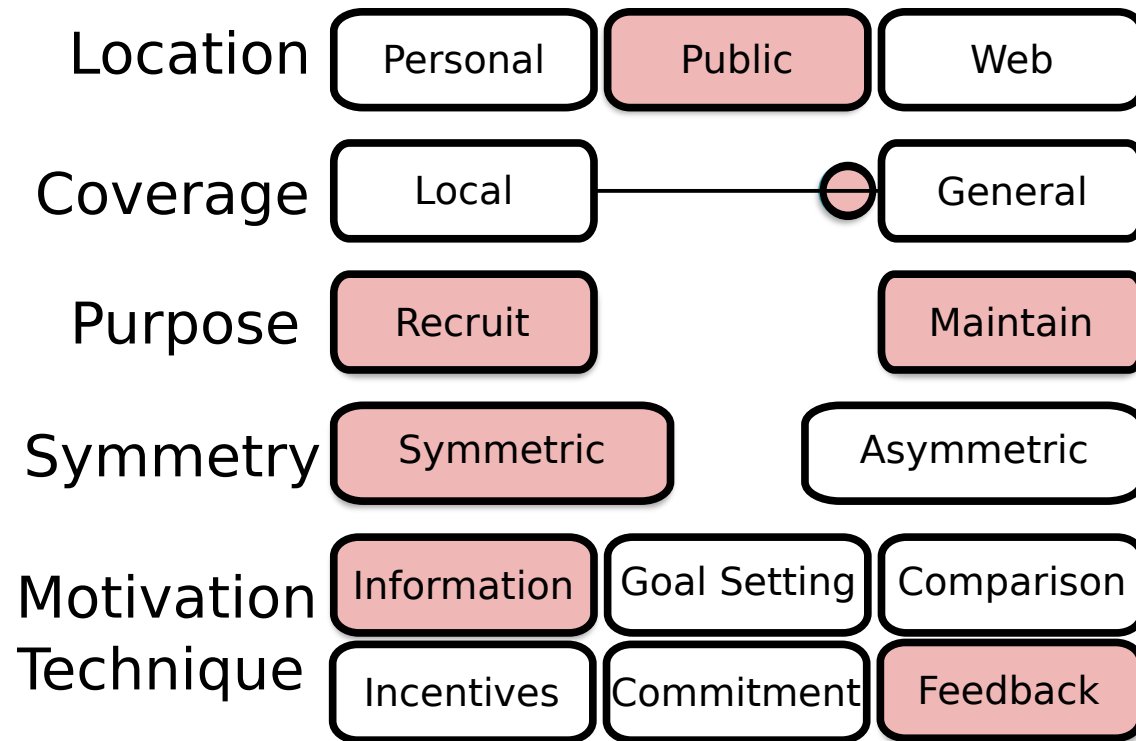 Location Personal Public Web
Coverage Local General
Purpose Recruit Maintain
Symmetry Symmetric Asymmetric
Motivation Information Goal Setting Comparison
Technique Incentives Commitment Feedback